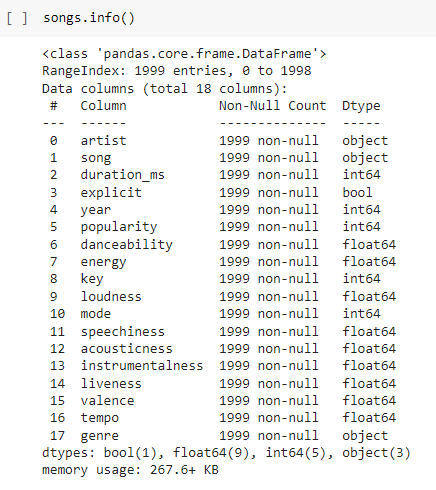 [ ] songs.info()
<class 'pandas.core.frame.DataFrame'>
RangeIndex: 1999 entries, 0 to 1998
Data columns (total 18 columns):
 #   Column            Non-Null Count  Dtype
---  ------            --------------  -----
 0   artist            1999 non-null   object
 1   song              1999 non-null   object
 2   duration_ms       1999 non-null   int64
 3   explicit          1999 non-null   bool
 4   year              1999 non-null   int64
 5   popularity        1999 non-null   int64
 6   danceability      1999 non-null   float64
 7   energy            1999 non-null   float64
 8   key               1999 non-null   int64
 9   loudness          1999 non-null   float64
 10  mode              1999 non-null   int64
 11  speechiness       1999 non-null   float64
 12  acousticness      1999 non-null   float64
 13  instrumentalness  1999 non-null   float64
 14  liveness          1999 non-null   float64
 15  valence           1999 non-null   float64
 16  tempo             1999 non-null   float64
 17  genre             1999 non-null   object
dtypes: bool(1), float64(9), int64(5), object(3)
memory usage: 267.6+ KB